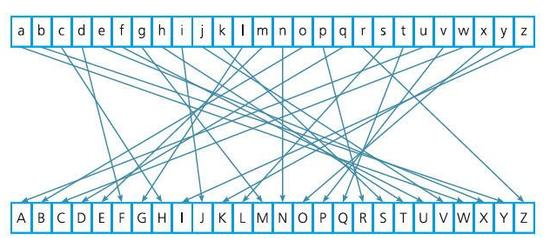 a b c d e f g h i j k l m n o p q r s t u v w x y z
A B C D E F G H I J K L M N O P Q R S T U V W X Y Z